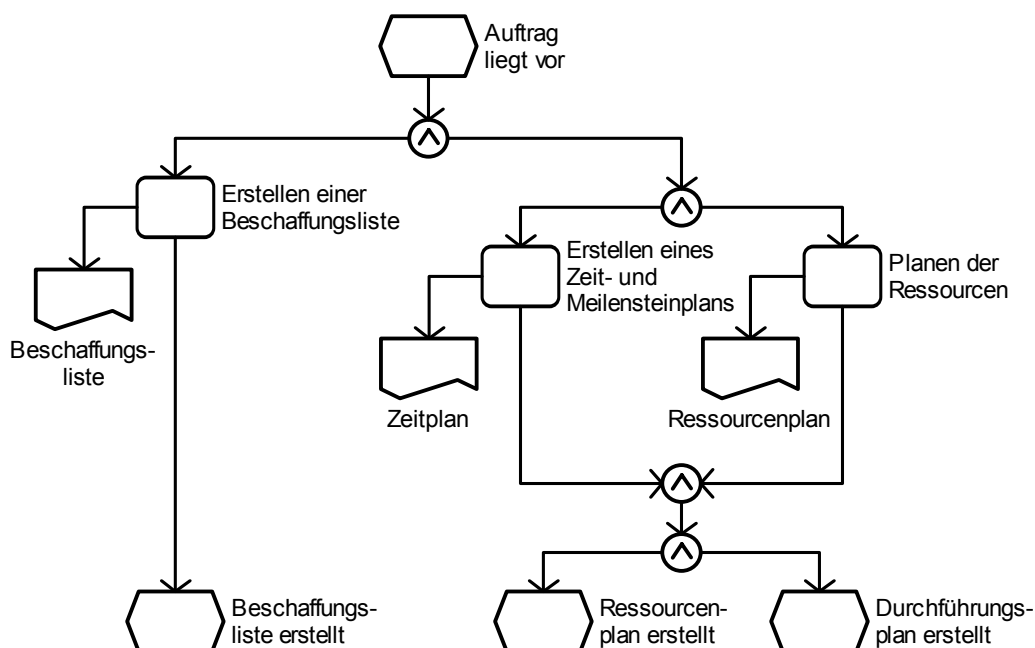 Auftrag
liegt vor
Erstellen einer
Beschaffungsliste
Erstellen eines
Zeit- und
Meilensteinplans
Planen der
Ressourcen
Beschaffungs-
liste
Zeitplan
Ressourcenplan
Beschaffungs-
liste erstellt
Ressourcen-
plan erstellt
Durchführungs-
plan erstellt